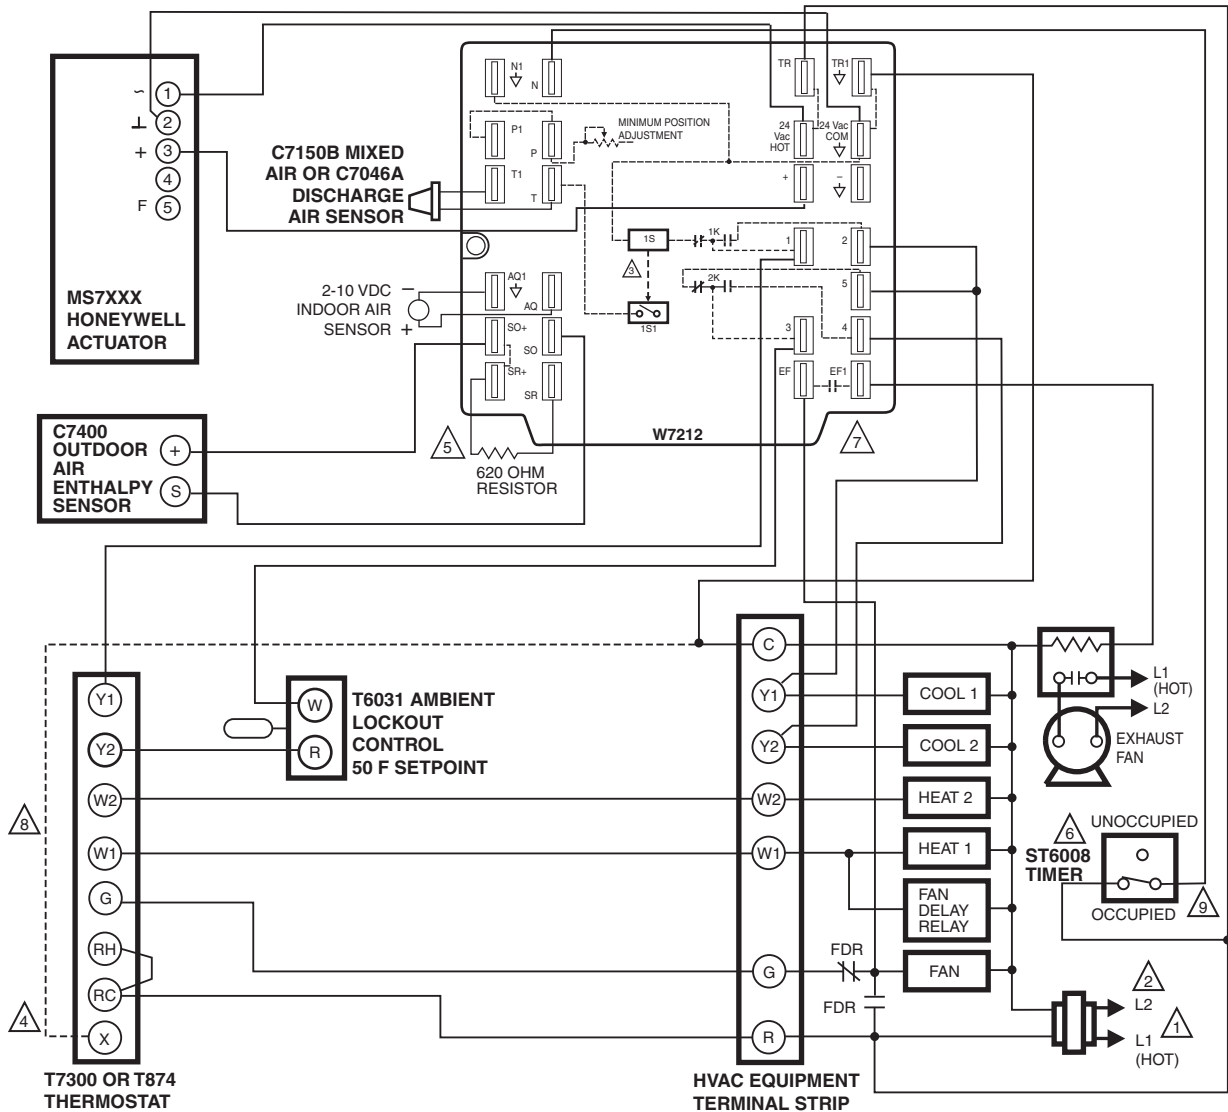 ~
1
2
+
3
4
F
5
MS7XXX
HONEYWELL
ACTUATOR
C7150B MIXED
AIR OR C7046A
DISCHARGE
AIR SENSOR
2-10 VDC −
INDOOR AIR
SENSOR +
C7400
OUTDOOR
AIR
ENTHALPY
SENSOR
+
S
N1
N
P1
P
MINIMUM POSITION
ADJUSTMENT
T1
T
AQ1
AQ
SO+
SO
SR+
SR
TR
TR1
24
Vac
HOT
24 Vac
COM
+
−
1S
1K
1
2
3
2K
5
1S1
3
4
EF
EF1
W7212
5
620 OHM
RESISTOR
7
Y1
Y2
W2
W1
G
RH
RC
X
8
4
T7300 OR T874
THERMOSTAT
W
R
T6031 AMBIENT
LOCKOUT
CONTROL
50 F SETPOINT
C
Y1
Y2
W2
W1
G
R
HVAC EQUIPMENT
TERMINAL STRIP
COOL 1
COOL 2
HEAT 2
HEAT 1
FAN
DELAY
RELAY
FAN
FDR
FDR
L1
(HOT)
L2
EXHAUST
FAN
6
UNOCCUPIED
ST6008
TIMER
OCCUPIED
9
2
L2
1
L1
(HOT)